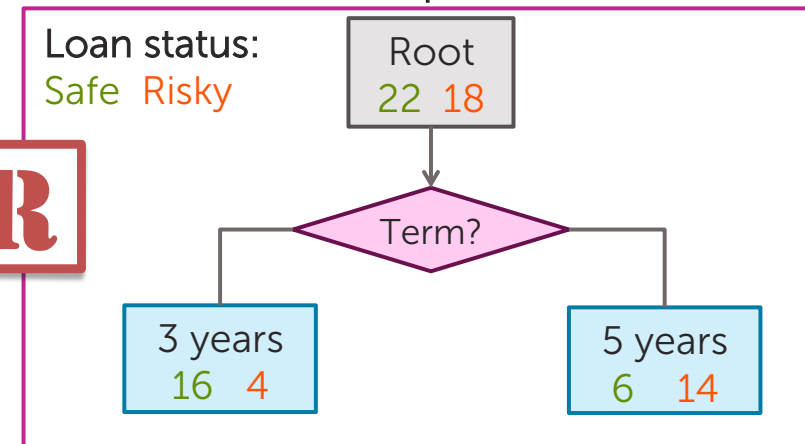 Loan status:
Safe Risky
Root
22 18
R
Term?
3 years
16 4
5 years
6 14